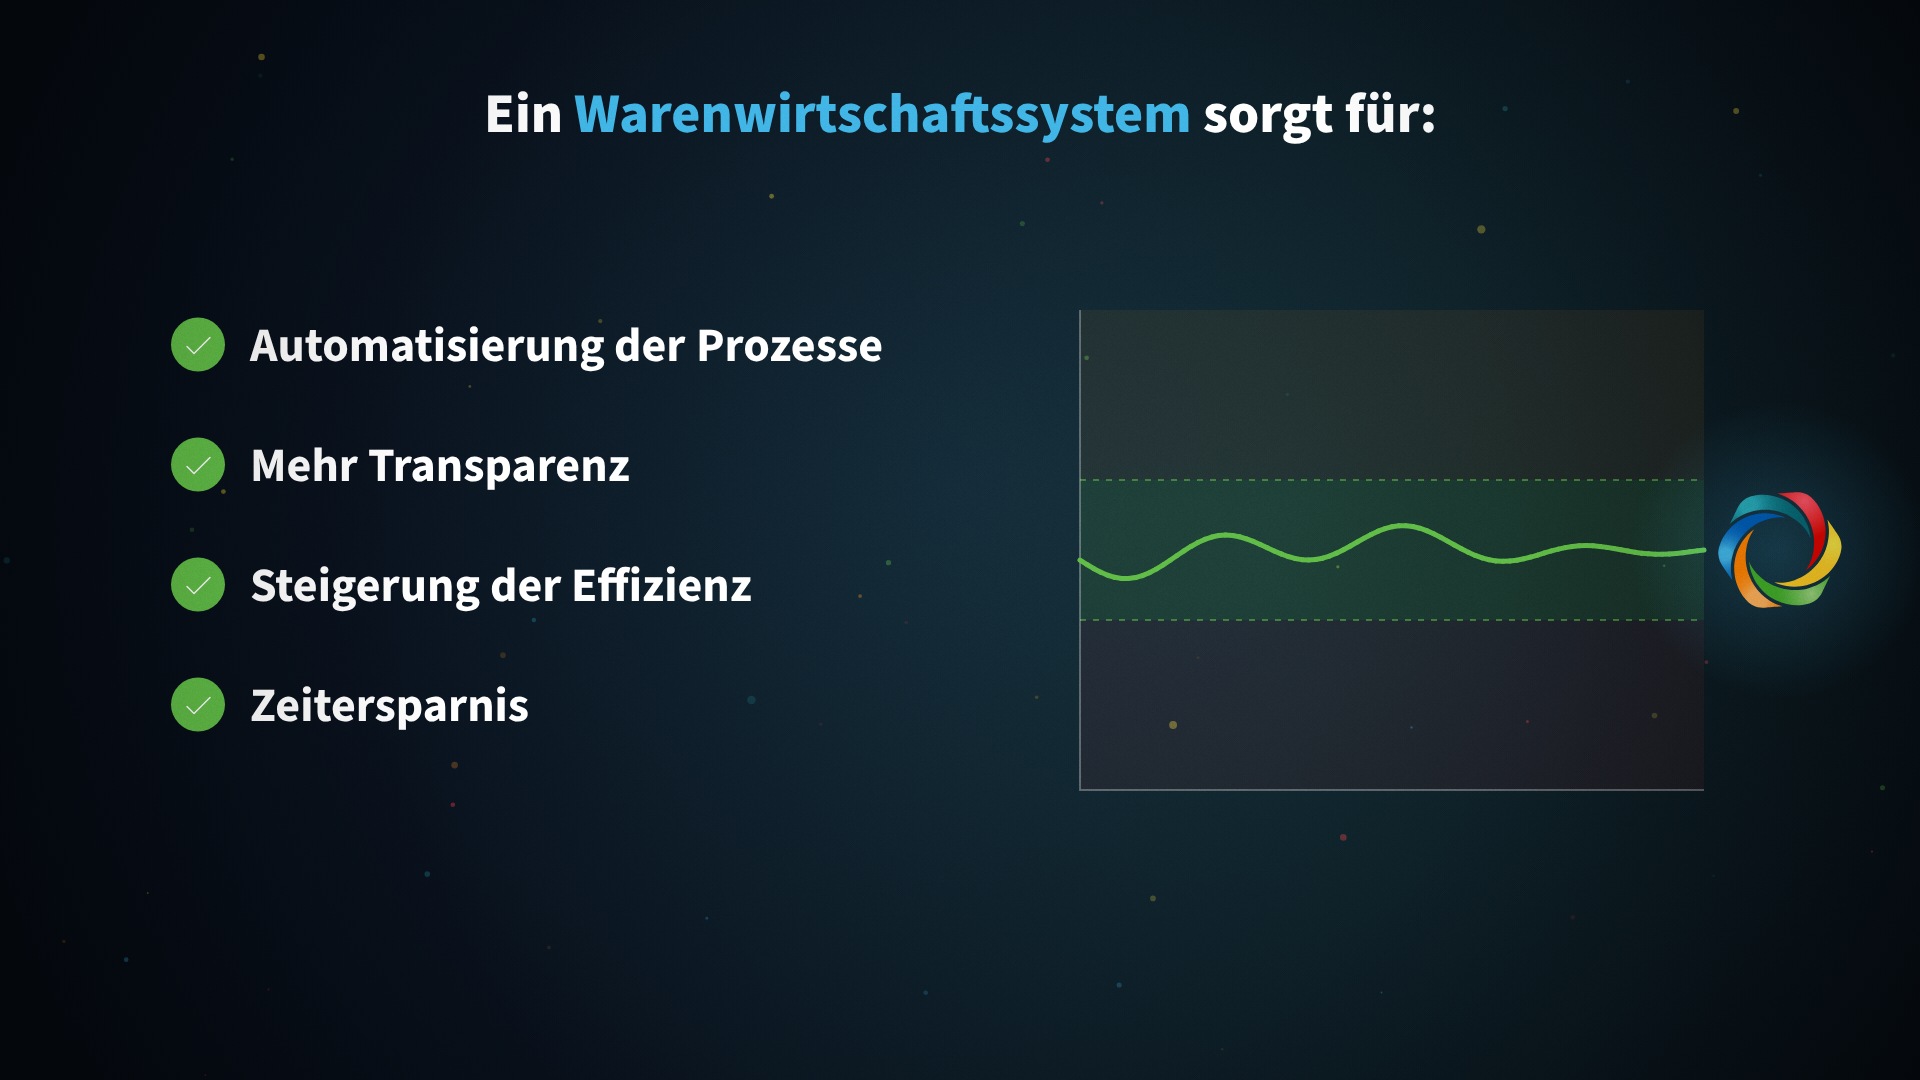 Ein Warenwirtschaftssystem sorgt für:
Automatisierung der Prozesse
Mehr Transparenz
Steigerung der Effizienz
Zeitersparnis